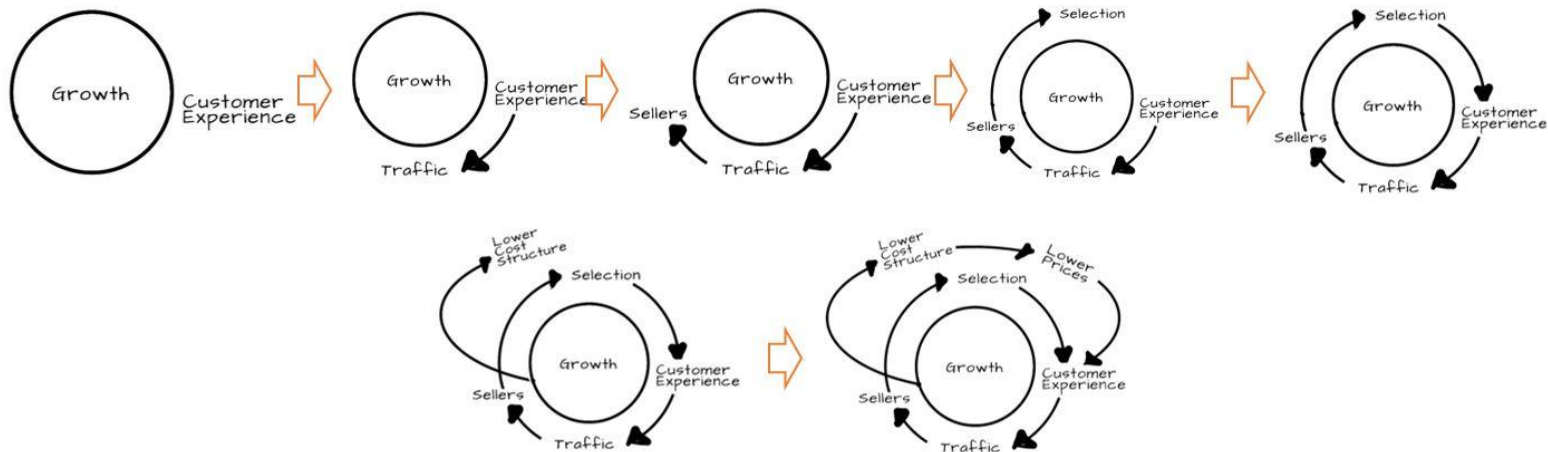 Growth
Customer
Experience
Growth
Customer
Experience
Traffic
Growth
Customer
Experience
Sellers
Traffic
Selection
Growth
Customer
Experience
Sellers
Traffic
Selection
Growth
Customer
Experience
Sellers
Traffic
Lower
Cost
Structure
Selection
Growth
Customer
Experience
Sellers
Traffic
Lower
Cost
Structure
Lower
Prices
Selection
Growth
Customer
Experience
Sellers
Traffic